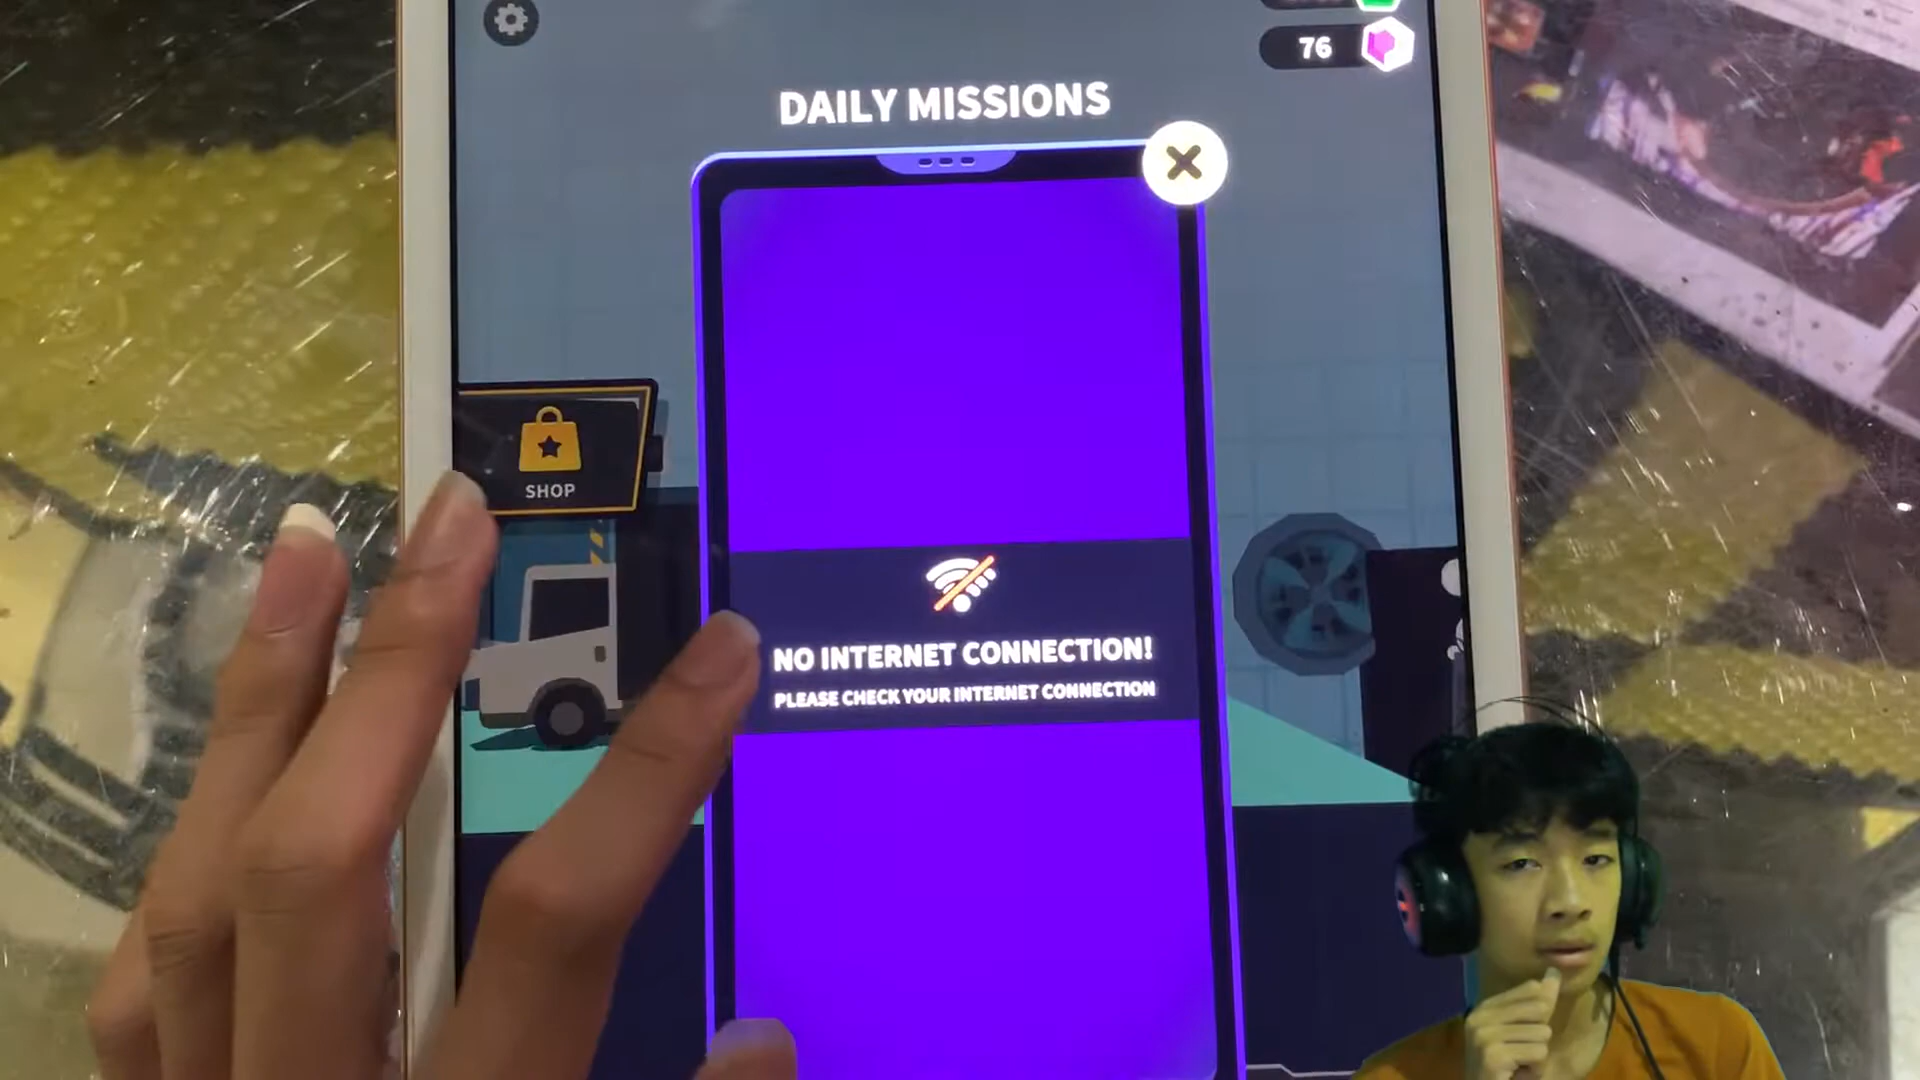 76
DAILY MISSIONS
SHOP
NO INTERNET CONNECTION!
PLEASE CHECK YOUR INTERNET CONNECTION